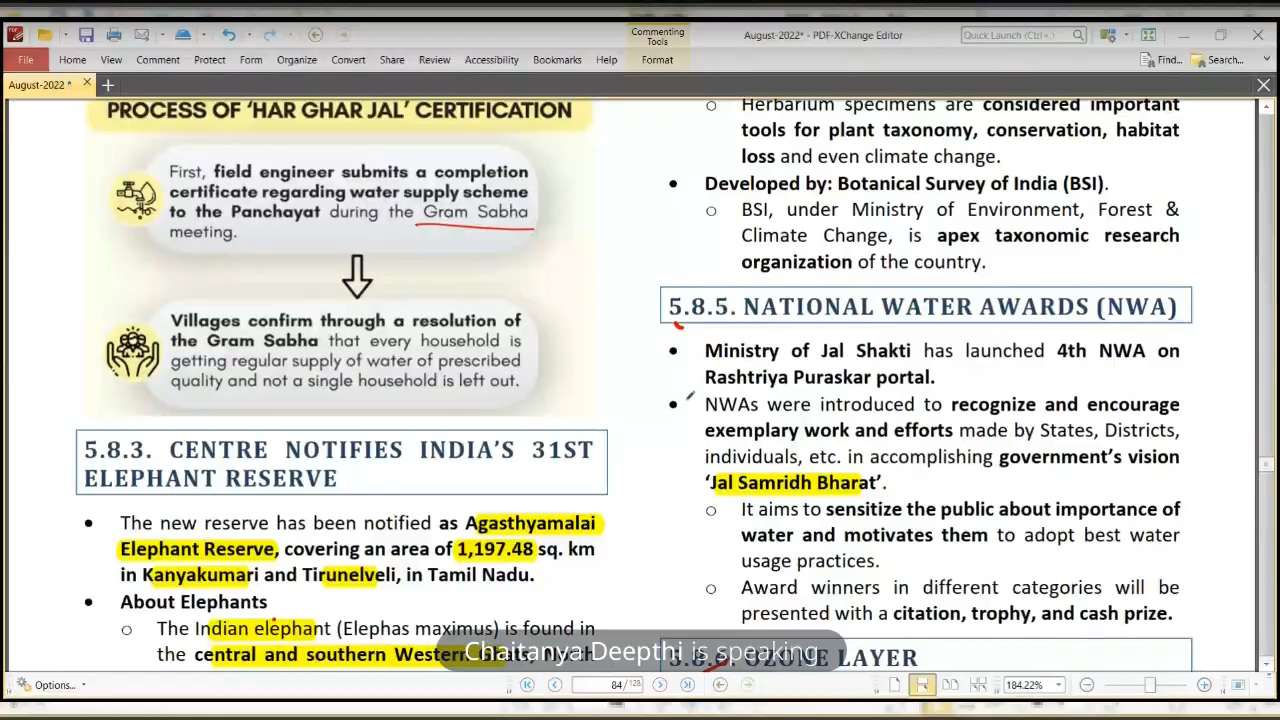 Commenting Tools
August-2022* - PDF-XChange Editor
Quick Launch (Ctrl+.)
File Home View Comment Protect Form Organize Convert Share Review Accessibility Bookmarks Help Format Find... Search...
August-2022 *
PROCESS OF 'HAR GHAR JAL' CERTIFICATION
First, field engineer submits a completion
certificate regarding water supply scheme
to the Panchayat during the Gram Sabha
meeting.
Villages confirm through a resolution of
the Gram Sabha that every household is
getting regular supply of water of prescribed
quality and not a single household is left out.
5.8.3. CENTRE NOTIFIES INDIA'S 31ST
ELEPHANT RESERVE
• The new reserve has been notified as Agasthyamalai
Elephant Reserve, covering an area of 1,197.48 sq. km
in Kanyakumari and Tirunelveli, in Tamil Nadu.
• About Elephants
o The Indian elephant (Elephas maximus) is found in
the central and southern Western
o Herbarium specimens are considered important
tools for plant taxonomy, conservation, habitat
loss and even climate change.
• Developed by: Botanical Survey of India (BSI).
o BSI, under Ministry of Environment, Forest &
Climate Change, is apex taxonomic research
organization of the country.
5.8.5. NATIONAL WATER AWARDS (NWA)
• Ministry of Jal Shakti has launched 4th NWA on
Rashtriya Puraskar portal.
• NWAs were introduced to recognize and encourage
exemplary work and efforts made by States, Districts,
individuals, etc. in accomplishing government's vision
'Jal Samridh Bharat'.
o It aims to sensitize the public about importance of
water and motivates them to adopt best water
usage practices.
o Award winners in different categories will be
presented with a citation, trophy, and cash prize.
OZONE LAYER
Chaitanya Deepthi is speaking
Options...
84 / 128
184.22%